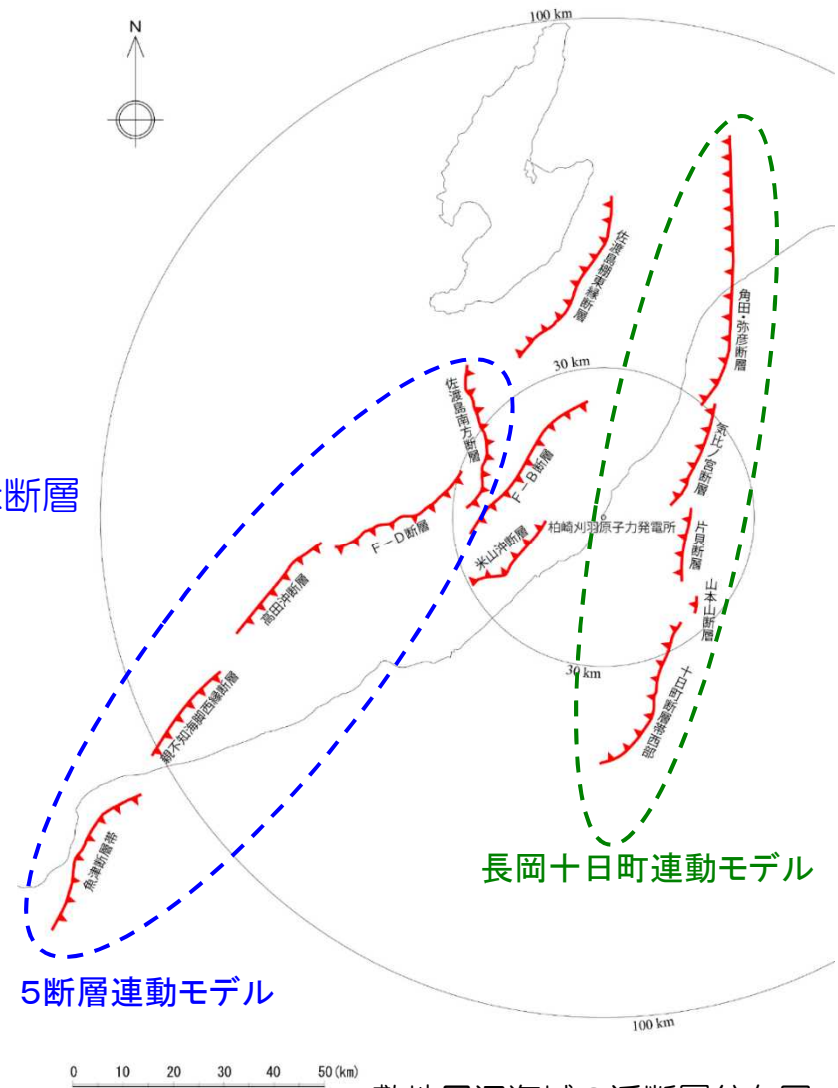 100 km
N
佐渡島棚東縁断層
角田・弥彦断層
30 km
佐渡島南方断層
F-B断層
気比ノ宮断層
断層
F-D断層
柏崎刈羽原子力発電所
片貝断層
米山沖断層
高田沖断層
山本山断層
30 km
十日町断層帯西部
親不知海脚西縁断層
魚津断層帯
長岡十日町連動モデル
5断層連動モデル
100 km
0 10 20 30 40 50(km)